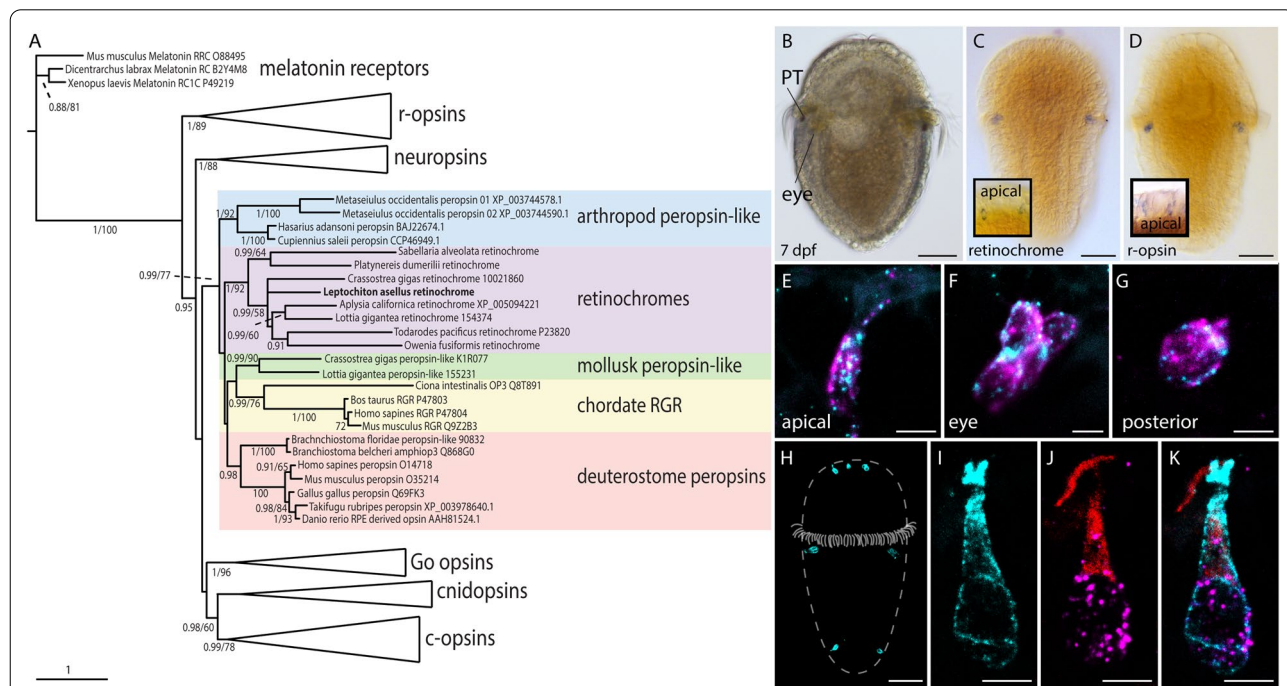 A
Mus musculus Melatonin RRC O88495
Dicentrarchus labrax Melatonin RC B2Y4M8
Xenopus laevis Melatonin RC1C P49219
melatonin receptors
0.88/81
r-opsins
1/89
neuropsins
1/88
Metaseiulus occidentalis peropsin 01 XP_003744578.1
1/92
1/100
Metaseiulus occidentalis peropsin 02 XP_003744590.1
arthropod peropsin-like
Hasarius adansoni peropsin BAJ22674.1
1/100
Cupiennius saleii peropsin CCP46949.1
1/100
0.99/64
Sabellaria alveolata retinochrome
Platynereis dumerilii retinochrome
0.99/77
Crassostrea gigas retinochrome 10021860
1/92
Leptochiton asellus retinochrome
retinochromes
0.95
0.99/58
Aplysia californica retinochrome XP_005094221
Lottia gigantea retinochrome 154374
0.99/60
Todarodes pacificus retinochrome P23820
0.91
Owenia fusiformis retinochrome
0.99/90
Crassostrea gigas peropsin-like K1R077
mollusk peropsin-like
Lottia gigantea peropsin-like 155231
Ciona intestinalis OP3 Q8T891
0.99/76
Bos taurus RGR P47803
chordate RGR
1/100
Homo sapines RGR P47804
72
Mus musculus RGR Q9Z2B3
Brachnchiostoma floridae peropsin-like 90832
1/100
Branchiostoma belcheri amphiop3 Q868G0
0.98
0.91/65
Homo sapines peropsin O14718
Mus musculus peropsin O35214
deuterostome peropsins
100
Gallus gallus peropsin Q69FK3
0.98/84
Takifugu rubripes peropsin XP_003978640.1
1/93
Danio rerio RPE derived opsin AAH81524.1
Go opsins
1/96
cnidopsins
0.98/60
c-opsins
0.99/78
1
B
PT
eye
7 dpf
C
apical
retinochrome
D
apical
r-opsin
E
apical
F
eye
G
posterior
H
I
J
K